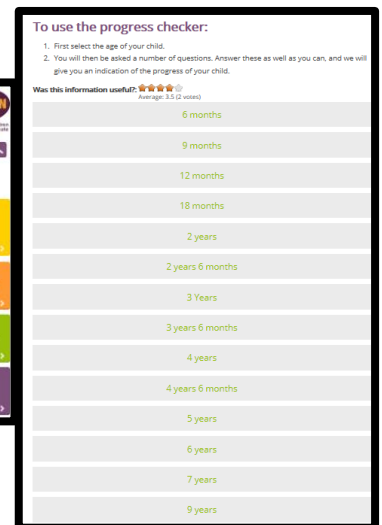 To use the progress checker:
1. First select the age of your child.
2. You will then be asked a number of questions. Answer these as well as you can, and we will
give you an indication of the progress of your child.
Was this information useful?:
Average: 3.5 (2 votes)
6 months
9 months
12 months
18 months
2 years
2 years 6 months
3 Years
3 years 6 months
4 years
4 years 6 months
5 years
6 years
7 years
9 years